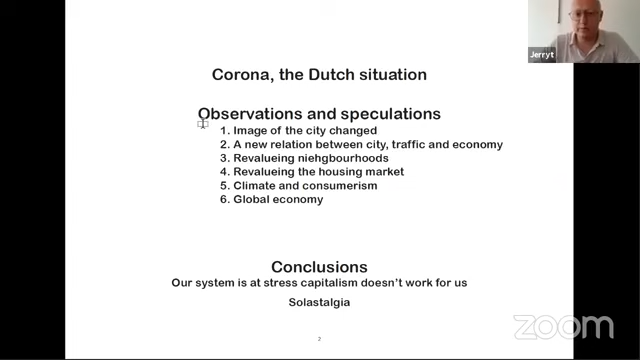 Jerryt
Corona, the Dutch situation
Observations and speculations
1. Image of the city changed
2. A new relation between city, traffic and economy
3. Revalueing niehgbourhoods
4. Revalueing the housing market
5. Climate and consumerism
6. Global economy
Conclusions
Our system is at stress capitalism doesn't work for us
Solastalgia
zoom
2